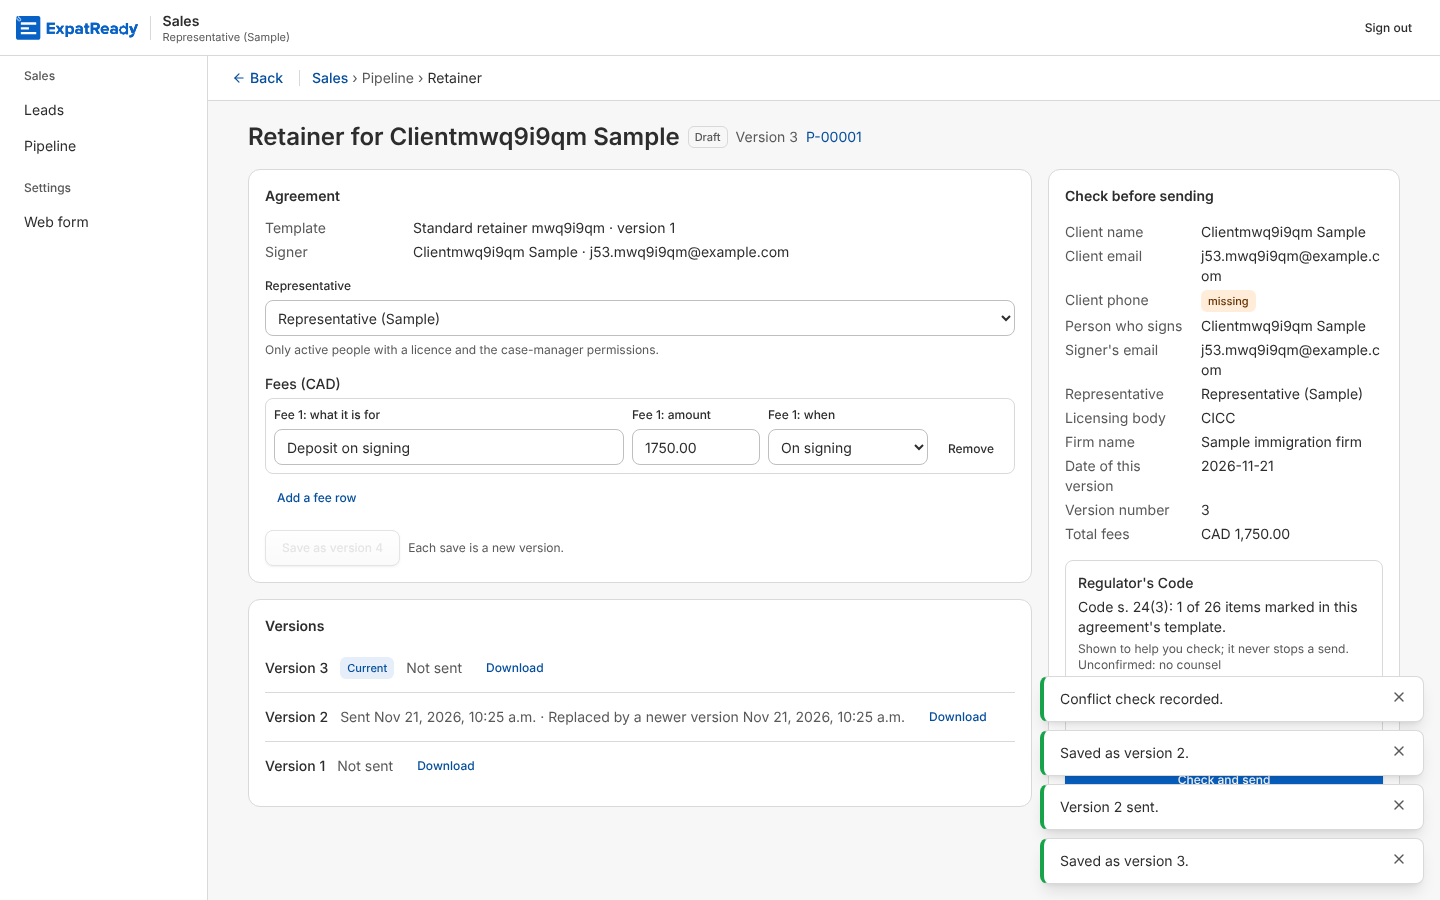 ExpatReady
Sales
Representative (Sample)
Sign out
Sales
Leads
Pipeline
Settings
Web form
← Back
Sales › Pipeline › Retainer
Retainer for Clientmwq9i9qm Sample Draft Version 3 P-00001
Agreement
Template Standard retainer mwq9i9qm · version 1
Signer Clientmwq9i9qm Sample · j53.mwq9i9qm@example.com
Representative
Representative (Sample)
Only active people with a licence and the case-manager permissions.
Fees (CAD)
Fee 1: what it is for Fee 1: amount Fee 1: when
Deposit on signing 1750.00 On signing Remove
Add a fee row
Save as version 4 Each save is a new version.
Versions
Version 3 Current Not sent Download
Version 2 Sent Nov 21, 2026, 10:25 a.m. · Replaced by a newer version Nov 21, 2026, 10:25 a.m. Download
Version 1 Not sent Download
Check before sending
Client name Clientmwq9i9qm Sample
Client email j53.mwq9i9qm@example.c
om
Client phone missing
Person who signs Clientmwq9i9qm Sample
Signer's email j53.mwq9i9qm@example.c
om
Representative Representative (Sample)
Licensing body CICC
Firm name Sample immigration firm
Date of this 2026-11-21
version
Version number 3
Total fees CAD 1,750.00
Regulator's Code
Code s. 24(3): 1 of 26 items marked in this
agreement's template.
Shown to help you check; it never stops a send.
Unconfirmed: no counsel
Conflict check recorded.
Saved as version 2.
Check and send
Version 2 sent.
Saved as version 3.